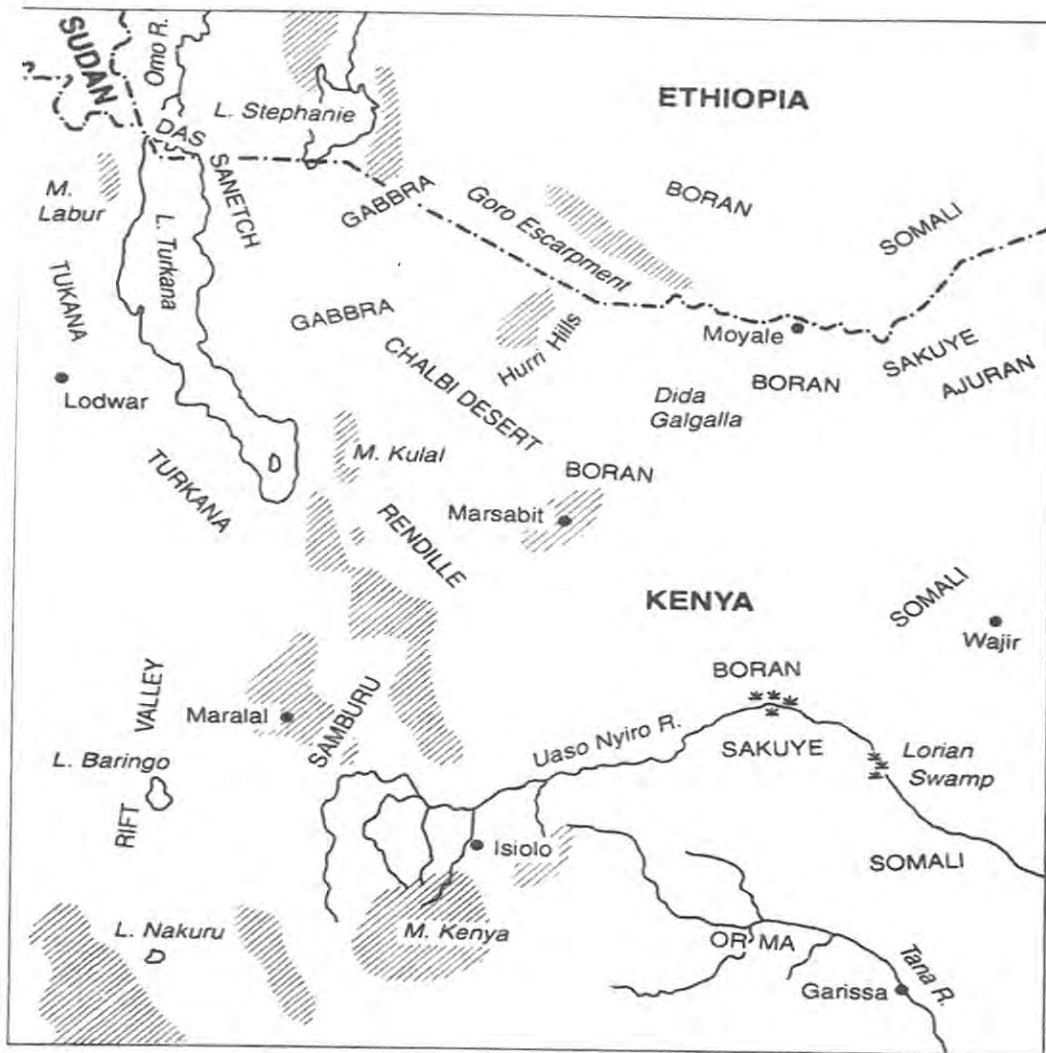 SUDAN
Omo R.
L. Stephanie
ETHIOPIA
DAS
SANETCH
M.
Labur
L. Turkana
GABBRA
Goro Escarpment
BORAN
SOMALI
TUKANA
GABBRA
Hurri Hills
Moyale
SAKUYE
AJURAN
BORAN
Lodwar
CHALBI DESERT
Dida
Galgalla
M. Kulal
BORAN
TURKANA
Marsabit
RENDILLE
KENYA
SOMALI
Wajir
VALLEY
BORAN
Maralal
SAMBURU
Uaso Nyiro R.
SAKUYE
Lorian
Swamp
L. Baringo
RIFT
Isiolo
SOMALI
L. Nakuru
M. Kenya
ORMA
Tana R.
Garissa